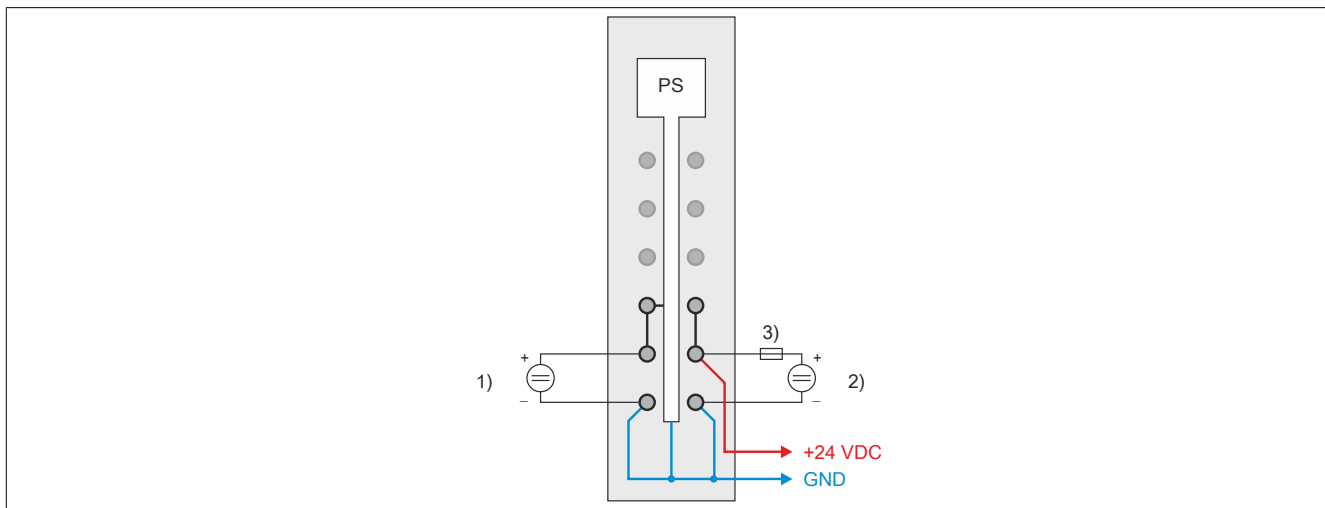 PS
3)
+
+
1)
2)
–
–
+24 VDC
GND